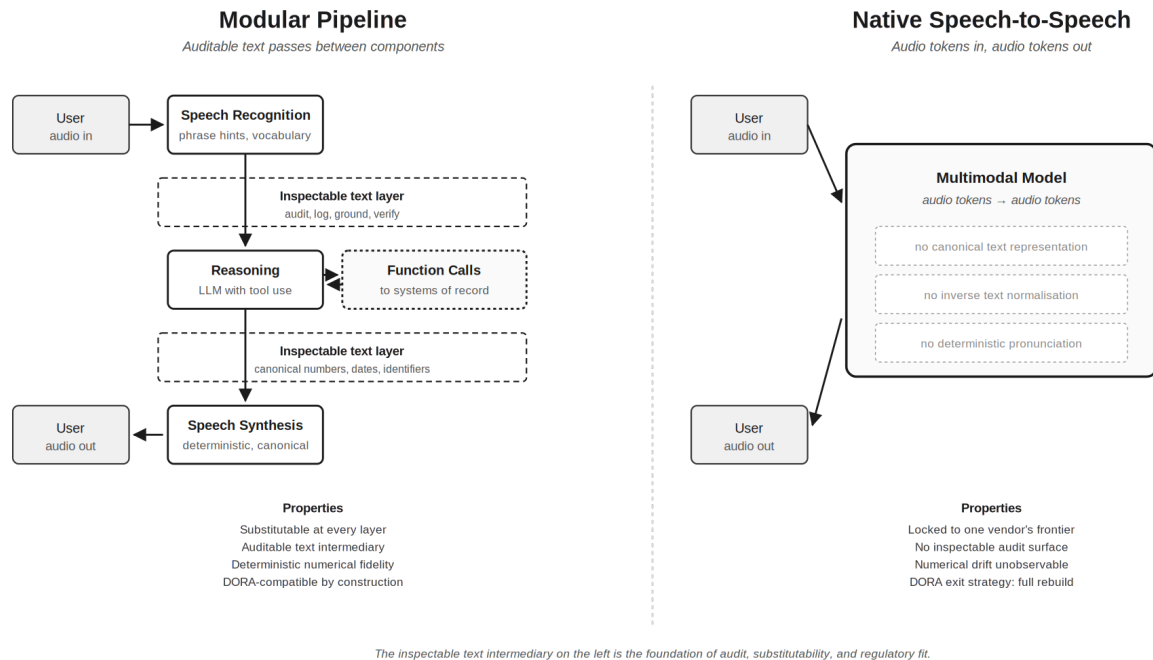 Modular Pipeline
Auditable text passes between components
User
audio in
Speech Recognition
phrase hints, vocabulary
Inspectable text layer
audit, log, ground, verify
Reasoning
LLM with tool use
Function Calls
to systems of record
Inspectable text layer
canonical numbers, dates, identifiers
User
audio out
Speech Synthesis
deterministic, canonical
Properties
Substitutable at every layer
Auditable text intermediary
Deterministic numerical fidelity
DORA-compatible by construction
Native Speech-to-Speech
Audio tokens in, audio tokens out
User
audio in
Multimodal Model
audio tokens → audio tokens
no canonical text representation
no inverse text normalisation
no deterministic pronunciation
User
audio out
Properties
Locked to one vendor's frontier
No inspectable audit surface
Numerical drift unobservable
DORA exit strategy: full rebuild
The inspectable text intermediary on the left is the foundation of audit, substitutability, and regulatory fit.